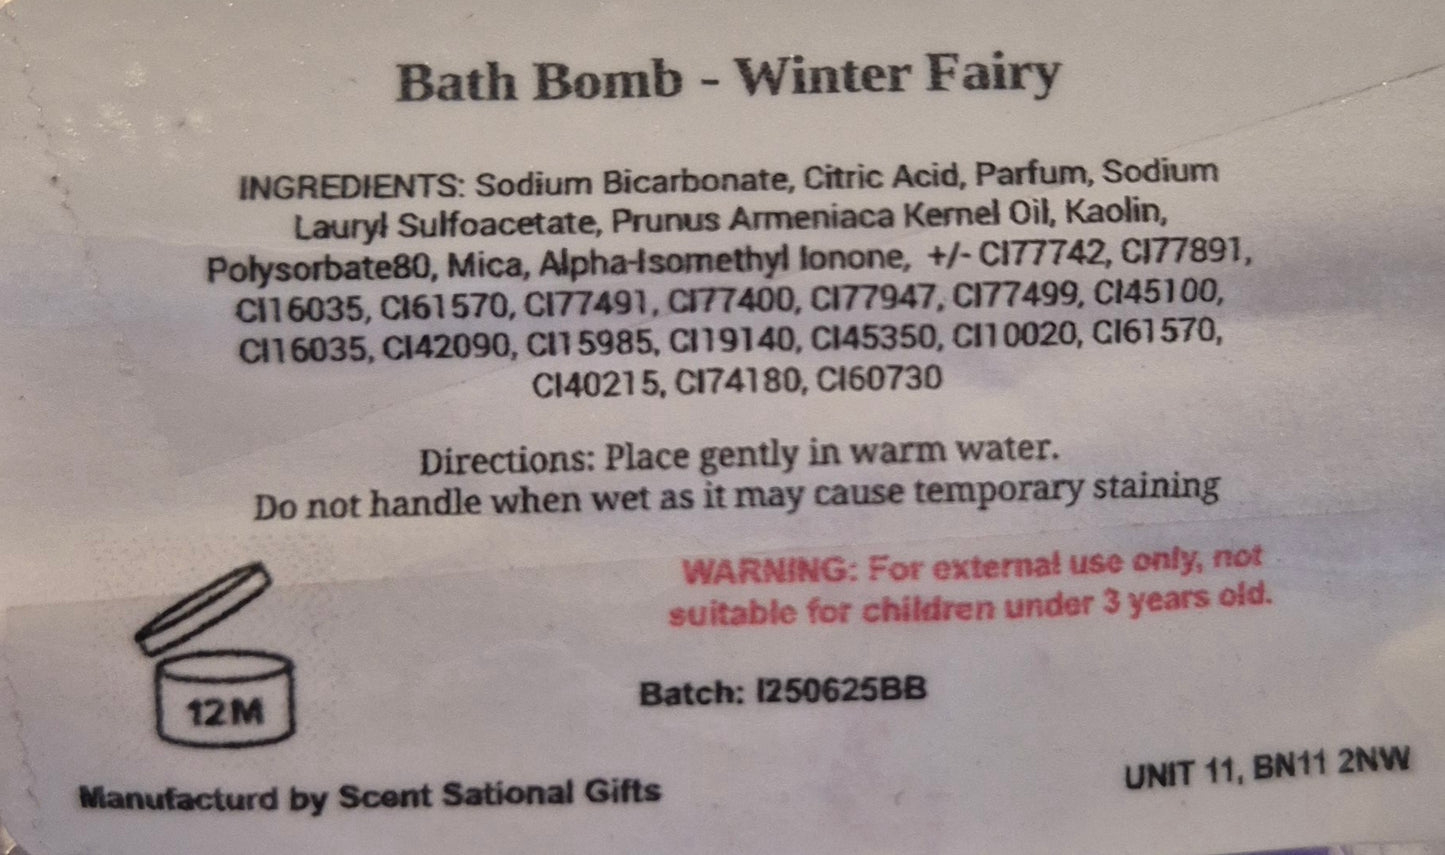 Bath Bomb - Winter Fairy
INGREDIENTS: Sodium Bicarbonate, Citric Acid, Parfum, Sodium
Lauryl Sulfoacetate, Prunus Armeniaca Kernel Oil, Kaolin,
Polysorbate80, Mica, Alpha-Isomethyl Ionone, +/- CI77742, CI77891,
CI16035, CI61570, CI77491, CI77400, CI77947, CI77499, CI45100,
CI16035, CI42090, CI15985, CI19140, CI45350, CI10020, CI61570,
CI40215, CI74180, CI60730
Directions: Place gently in warm water.
Do not handle when wet as it may cause temporary staining
WARNING: For external use only, not
suitable for children under 3 years old.
12M
Batch: I250625BB
Manufacturd by Scent Sational Gifts
UNIT 11, BN11 2NW